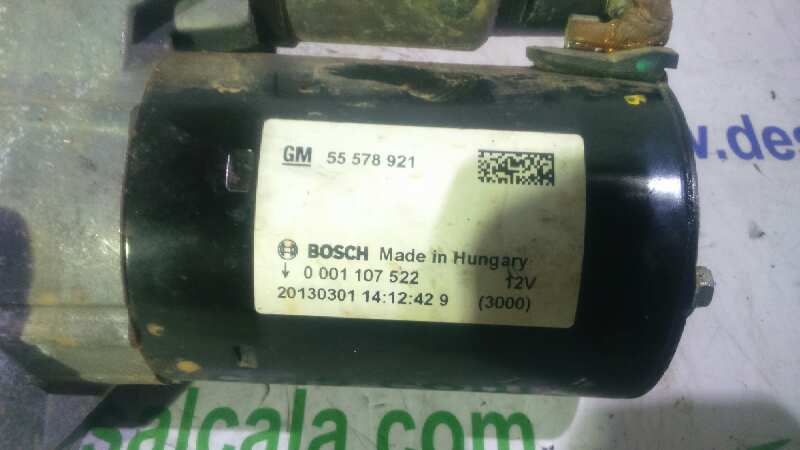 GM 55 578 921
BOSCH Made in Hungary
0 001 107 522 12V
20130301 14:12:42 9 (3000)
w.des
salcala.com